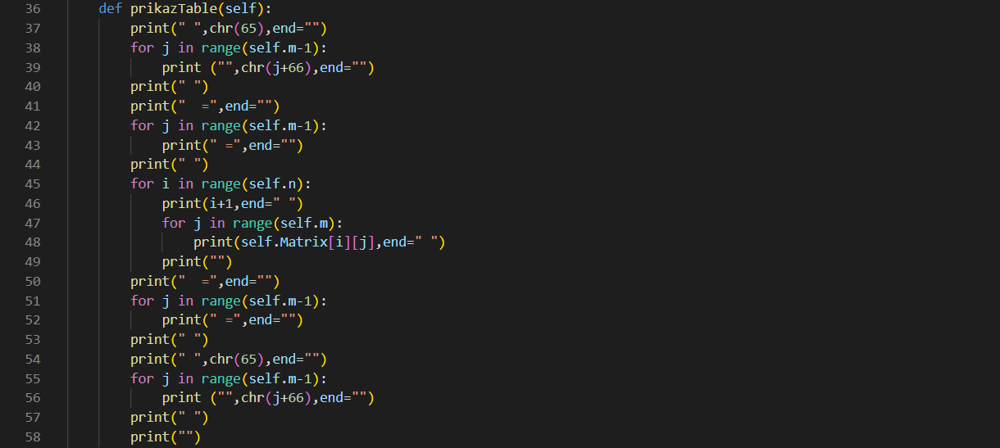 36 def prikazTable(self):
37 print(" ",chr(65),end="")
38 for j in range(self.m-1):
39 print ("",chr(j+66),end="")
40 print(" ")
41 print("  =",end="")
42 for j in range(self.m-1):
43 print(" =",end="")
44 print(" ")
45 for i in range(self.n):
46 print(i+1,end=" ")
47 for j in range(self.m):
48 print(self.Matrix[i][j],end=" ")
49 print("")
50 print("  =",end="")
51 for j in range(self.m-1):
52 print(" =",end="")
53 print(" ")
54 print(" ",chr(65),end="")
55 for j in range(self.m-1):
56 print ("",chr(j+66),end="")
57 print(" ")
58 print("")